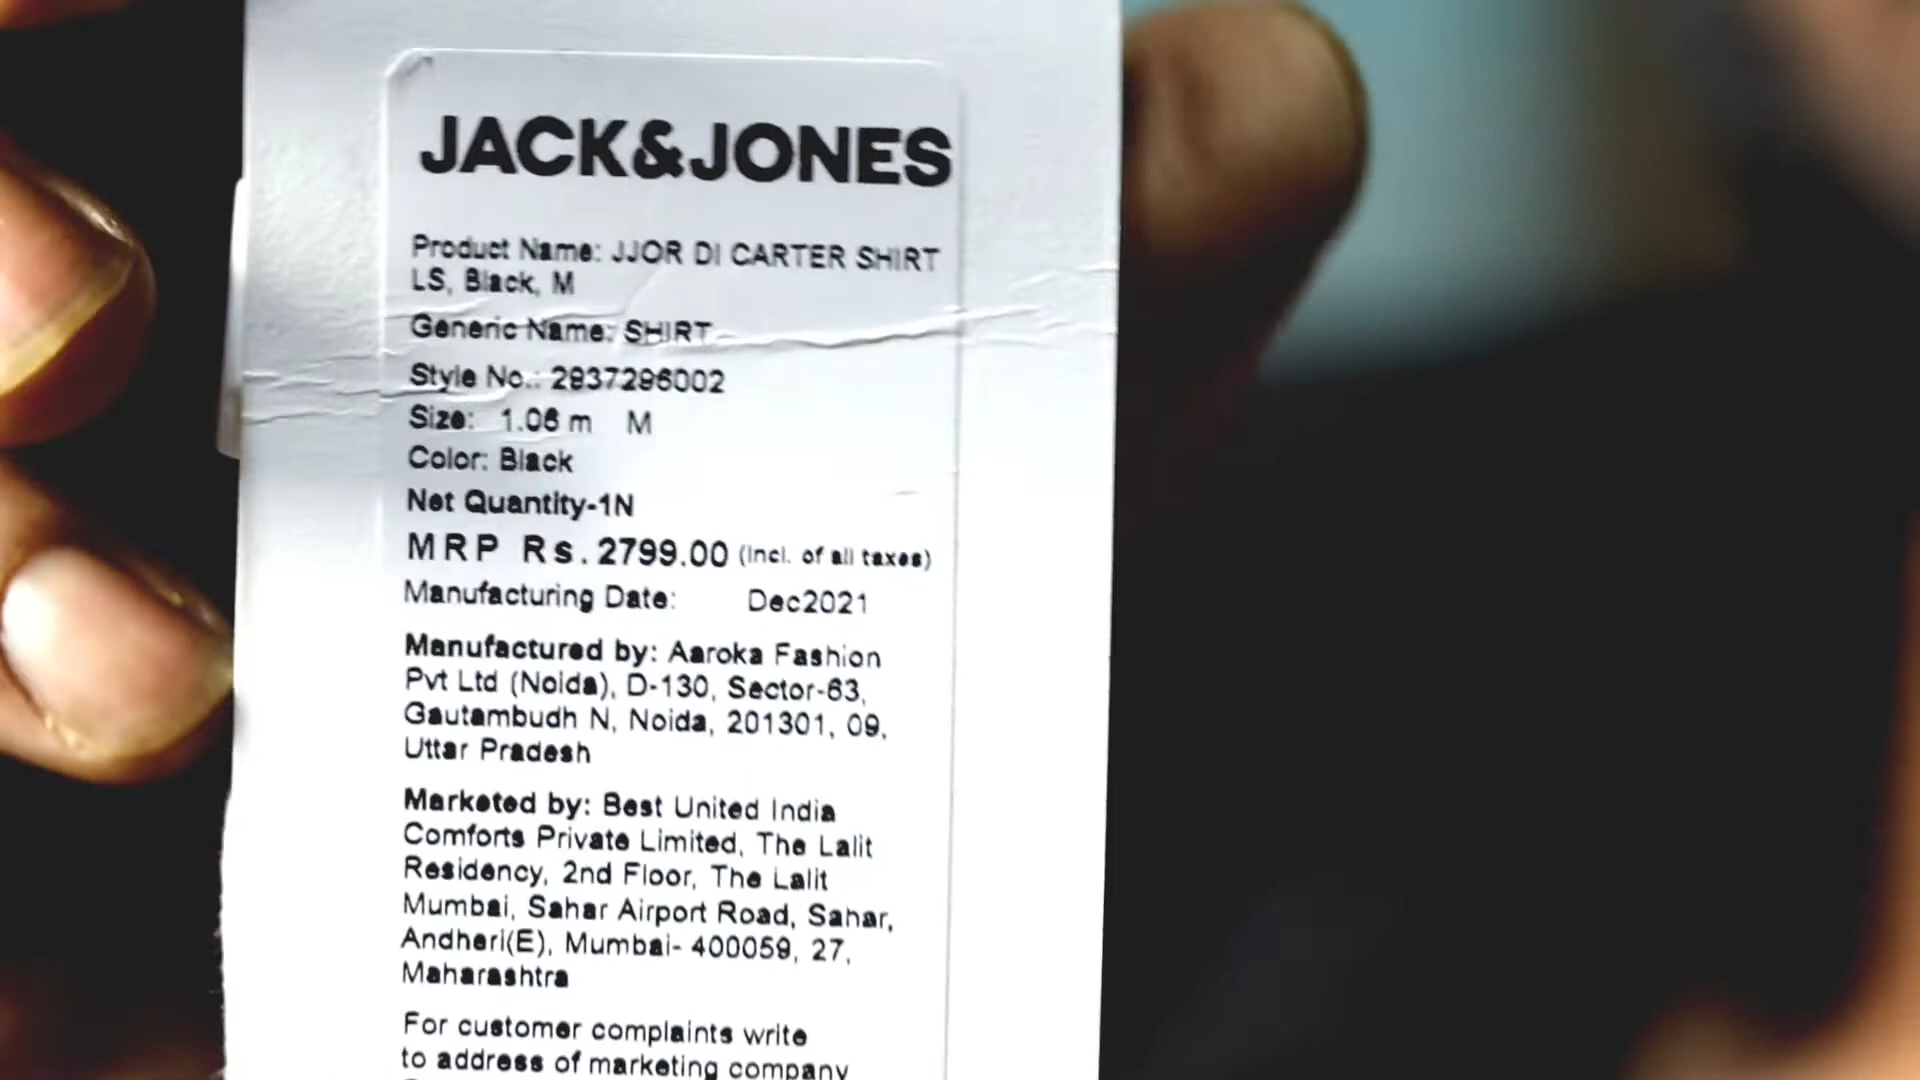 JACK&JONES
Product Name: JJOR DI CARTER SHIRT
LS, Black, M
Generic Name: SHIRT
Style No.: 2937296002
Size: 1.06 m M
Color: Black
Net Quantity-1N
MRP Rs.2799.00 (Incl. of all taxes)
Manufacturing Date: Dec2021
Manufactured by: Aaroka Fashion
Pvt Ltd (Noida), D-130, Sector-63,
Gautambudh N, Noida, 201301, 09,
Uttar Pradesh
Marketed by: Best United India
Comforts Private Limited, The Lalit
Residency, 2nd Floor, The Lalit
Mumbai, Sahar Airport Road, Sahar,
Andheri(E), Mumbai- 400059, 27,
Maharashtra
For customer complaints write
to address of marketing company